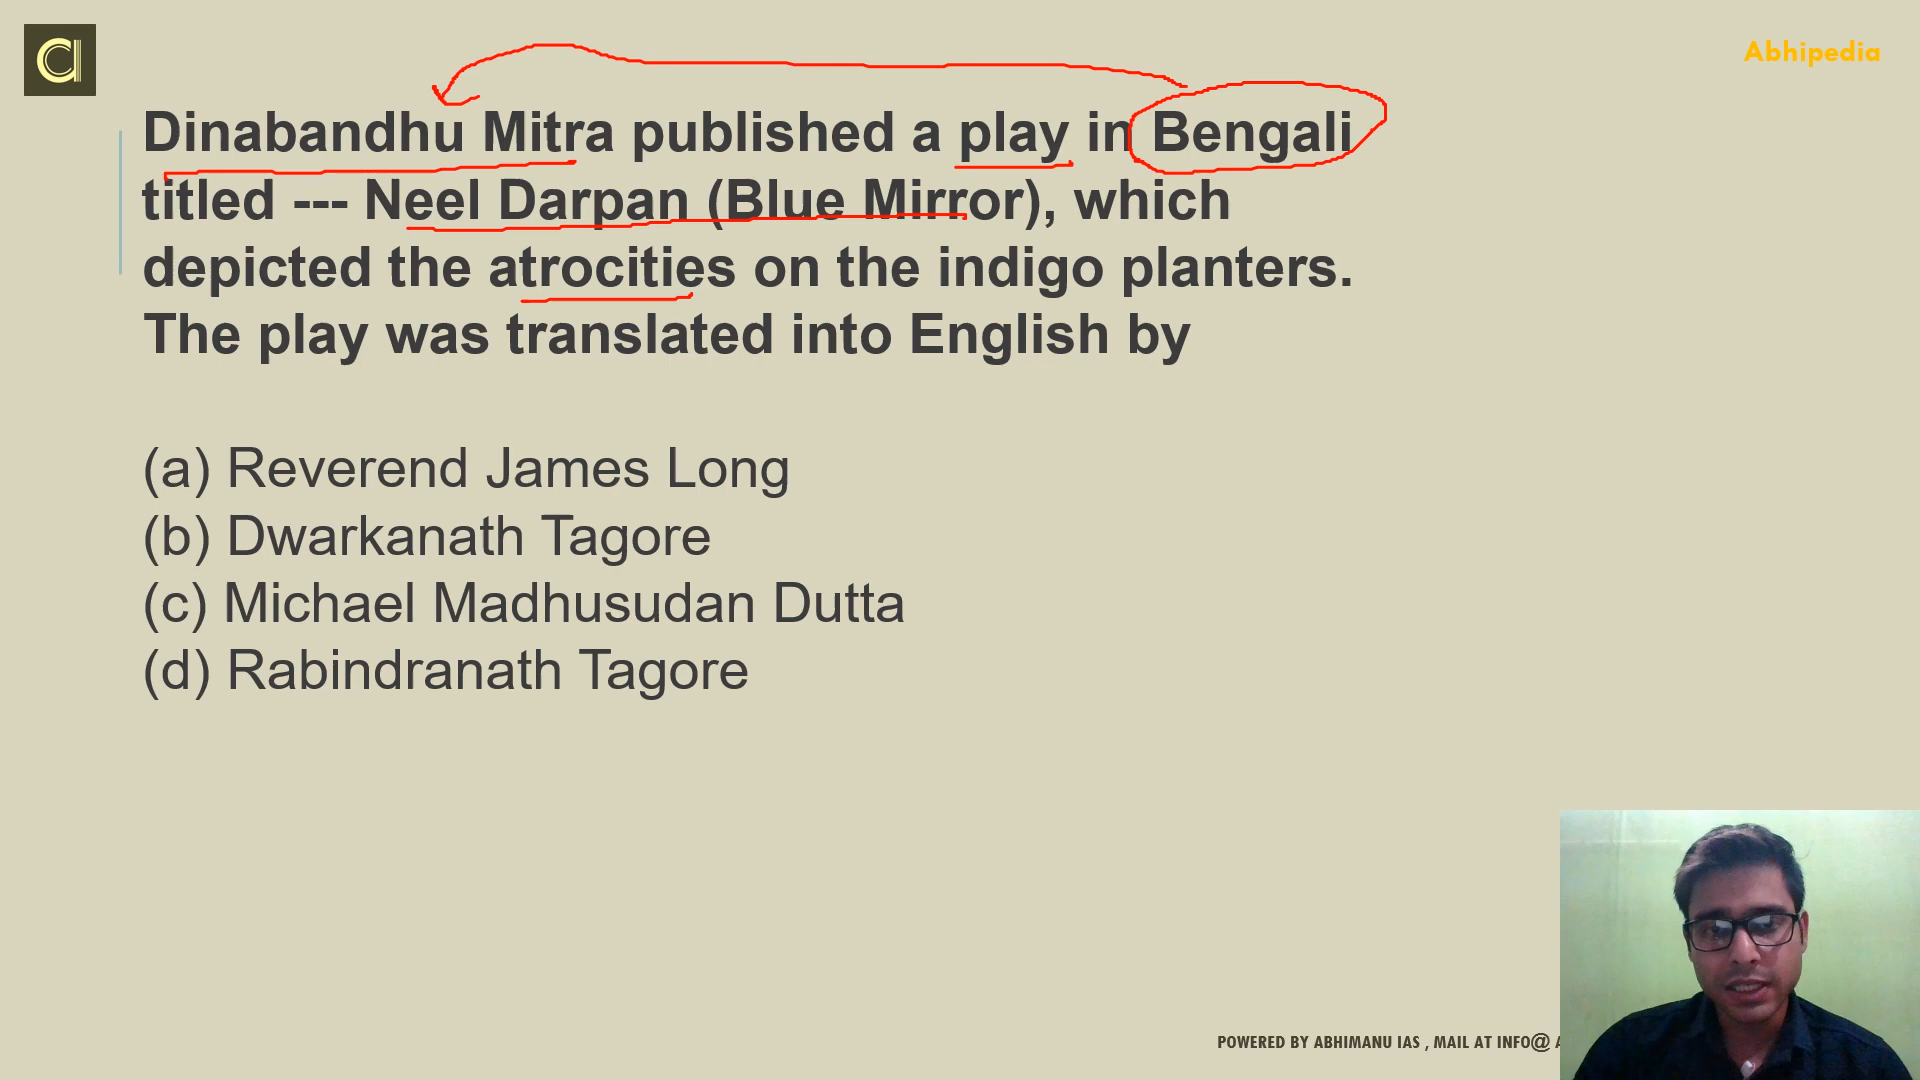 Abhipedia
Dinabandhu Mitra published a play in Bengali
titled --- Neel Darpan (Blue Mirror), which
depicted the atrocities on the indigo planters.
The play was translated into English by
(a) Reverend James Long
(b) Dwarkanath Tagore
(c) Michael Madhusudan Dutta
(d) Rabindranath Tagore
POWERED BY ABHIMANU IAS , MAIL AT INFO@ A